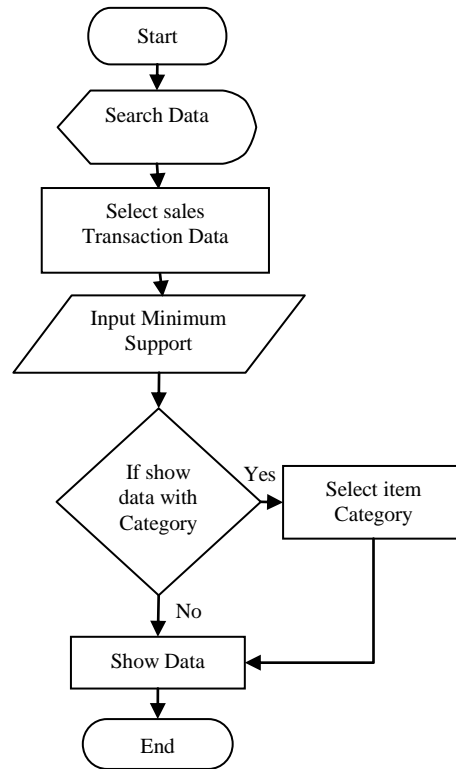 Start
Search Data
Select sales
Transaction Data
Input Minimum
Support
If show
data with
Category
Yes
Select item
Category
No
Show Data
End